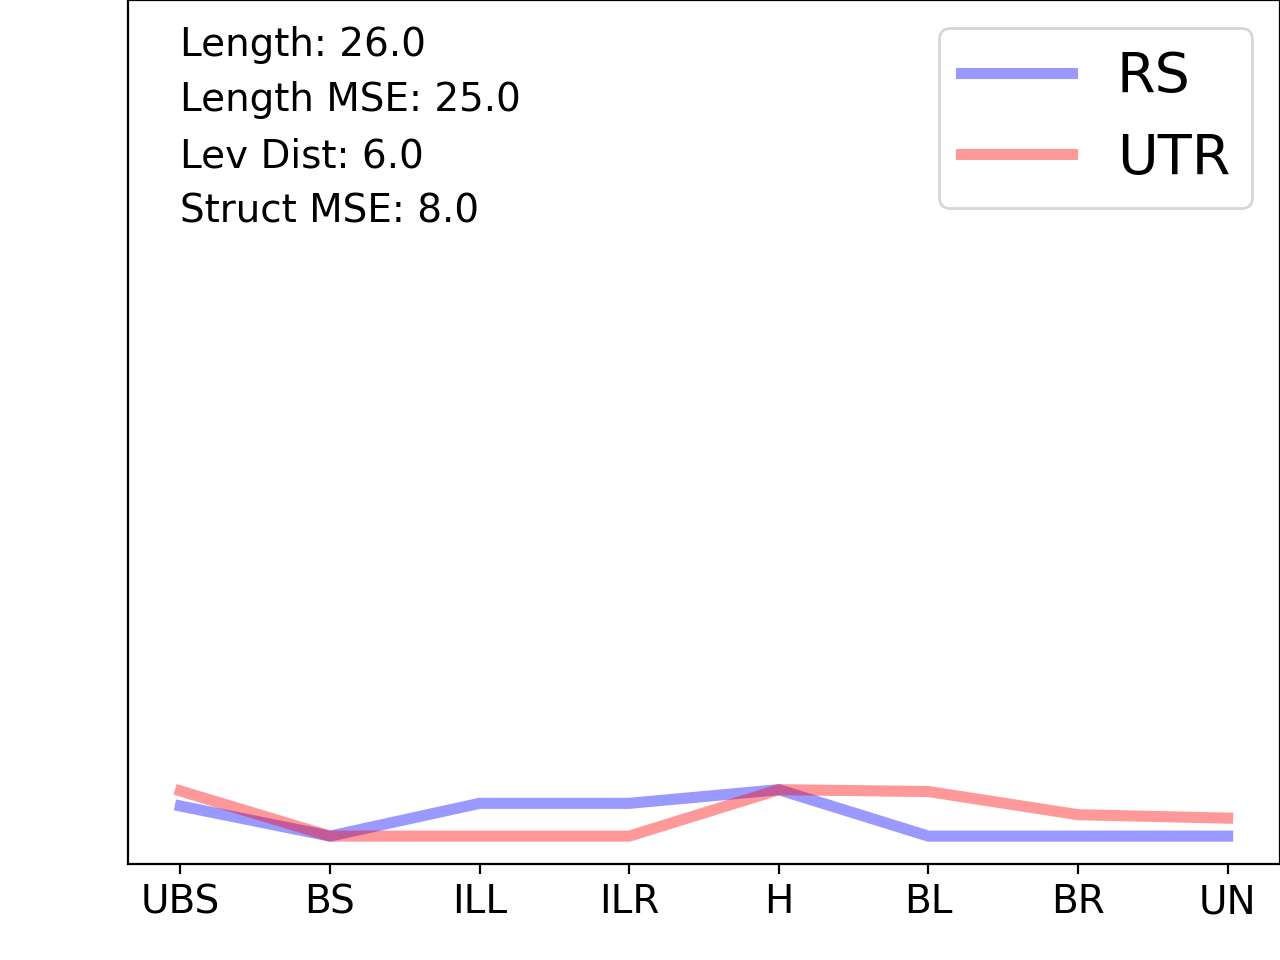 Length: 26.0
Length MSE: 25.0
Lev Dist: 6.0
Struct MSE: 8.0
RS
UTR
UBS BS ILL ILR H BL BR UN